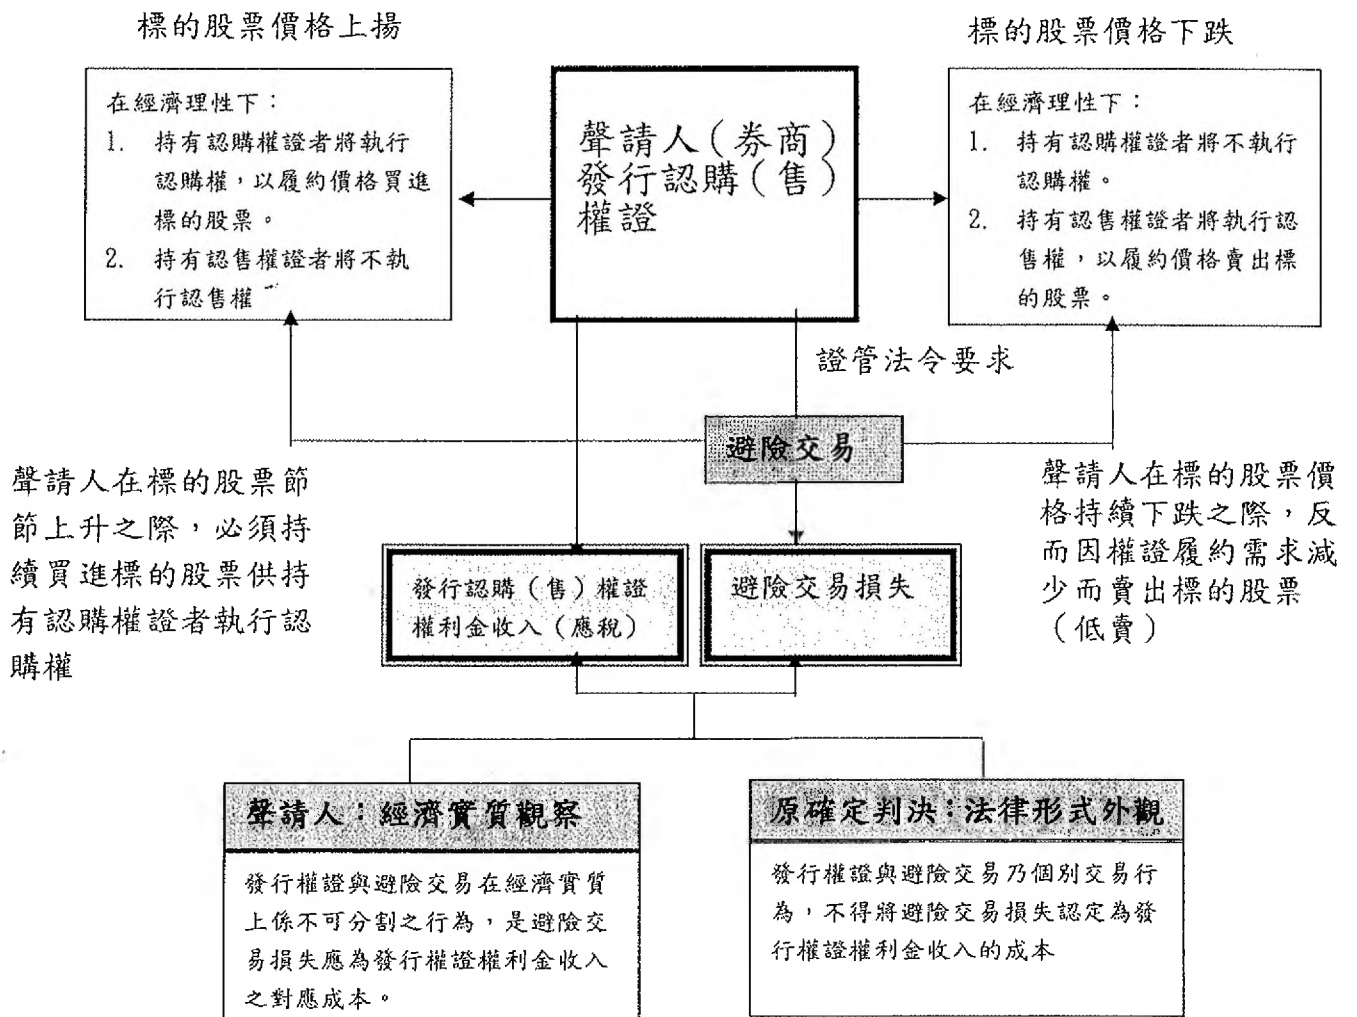 標的股票價格上揚
標的股票價格下跌
在經濟理性下：
1. 持有認購權證者將執行
認購權，以履約價格買進
標的股票。
2. 持有認售權證者將不執
行認售權
聲請人（券商）
發行認購（售）
權證
在經濟理性下：
1. 持有認購權證者將不執行
認購權。
2. 持有認售權證者將執行認
售權，以履約價格賣出標
的股票。
證管法令要求
避險交易
聲請人在標的股票節
節上升之際，必須持
續買進標的股票供持
有認購權證者執行認
購權
聲請人在標的股票價
格持續下跌之際，反
而因權證履約需求減
少而賣出標的股票
（低賣）
發行認購（售）權證
權利金收入（應稅）
避險交易損失
聲請人：經濟實質觀察
發行權證與避險交易在經濟實質
上係不可分割之行為，是避險交
易損失應為發行權證權利金收入
之對應成本。
原確定判決：法律形式外觀
發行權證與避險交易乃個別交易行
為，不得將避險交易損失認定為發
行權證權利金收入的成本